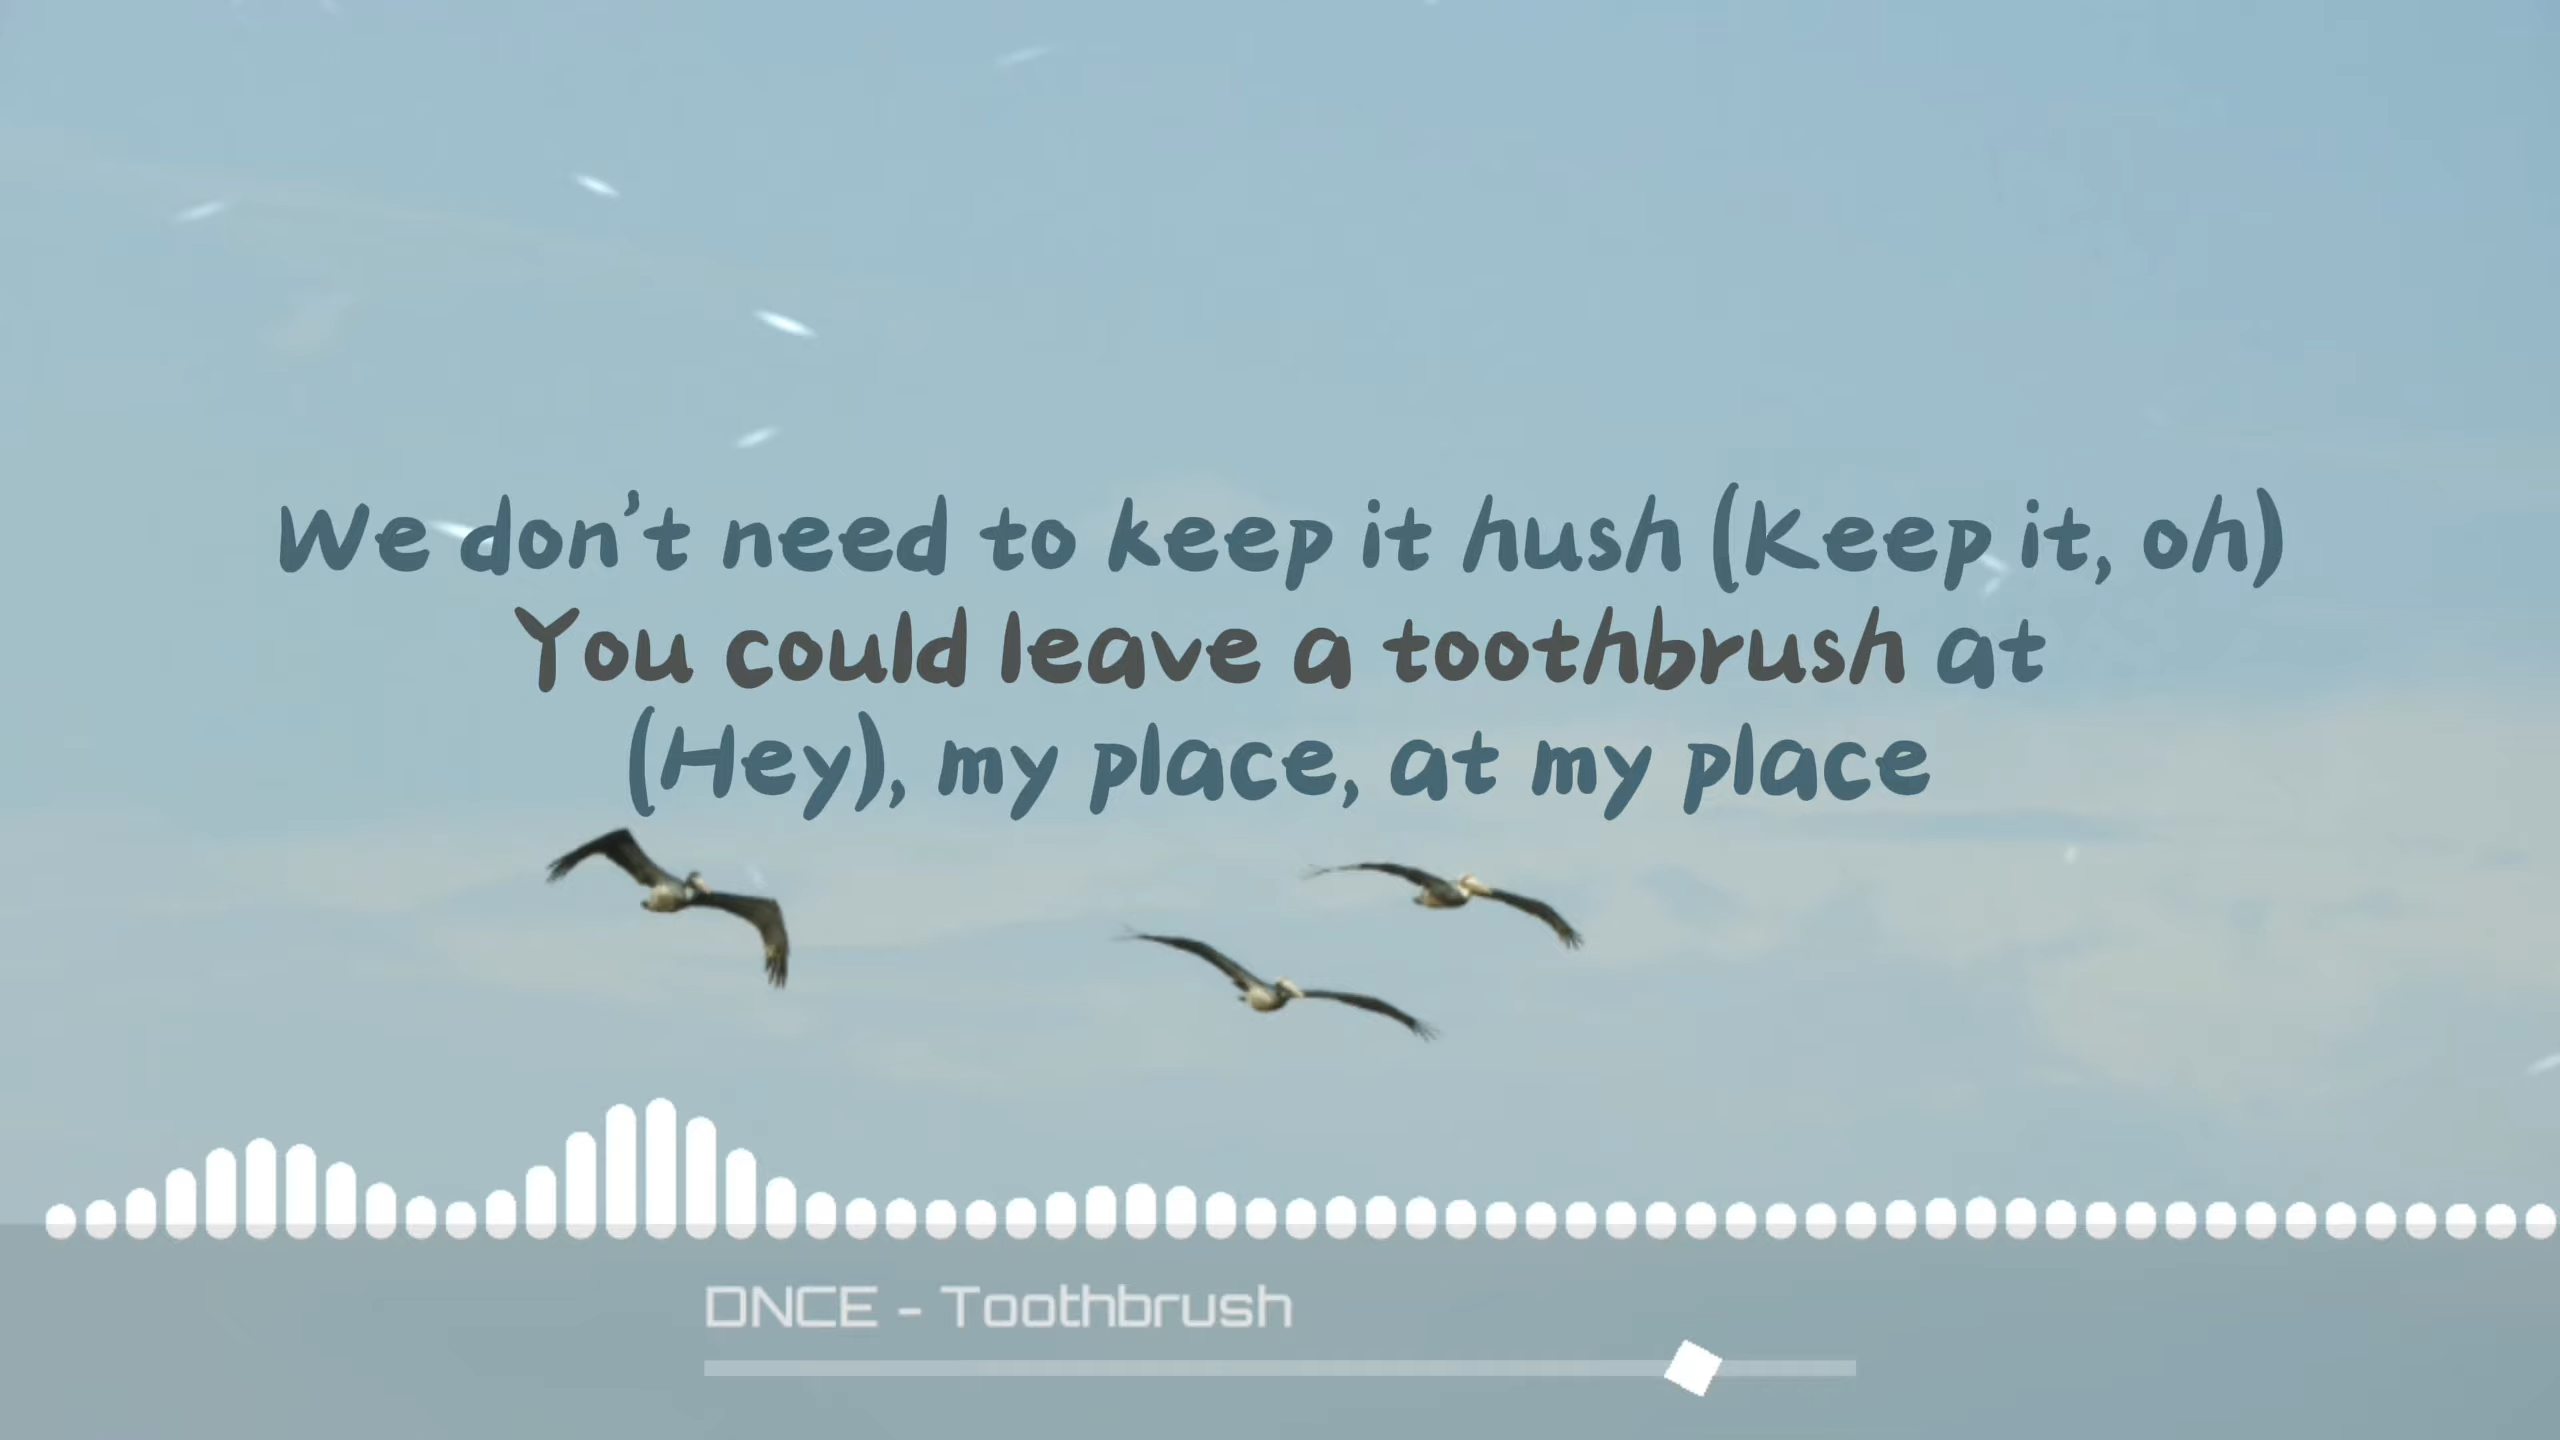 We don't need to keep it hush (Keep it, oh)
You could leave a toothbrush at
(Hey), my place, at my place
DNCE - Toothbrush